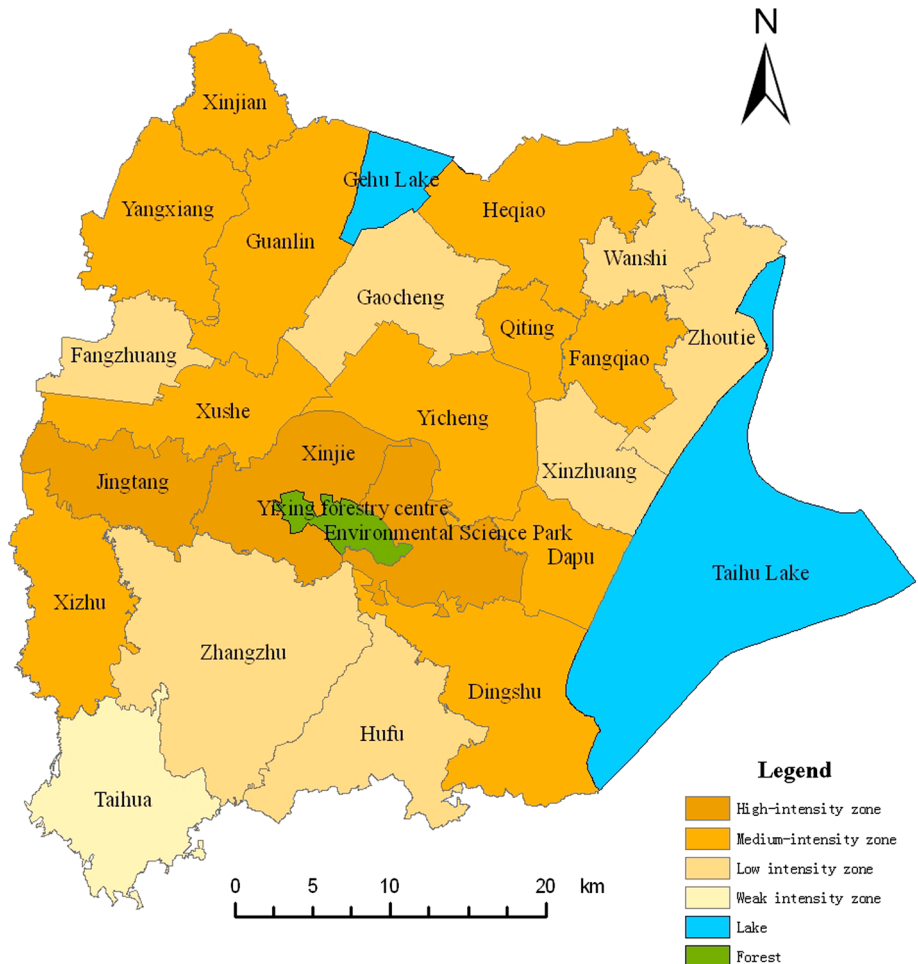 N
Xinjian
Gehu Lake
Yangxiang
Heqiao
Guanlin
Wanshi
Gaocheng
Qiting
Zhoutie
Fangzhuang
Fangqiao
Xushe
Yicheng
Xinjie
Xinzhuang
Jingtang
Yixing forestry centre
Environmental Science Park
Dapu
Taihu Lake
Xizhu
Zhangzhu
Dingshu
Hufu
Taihua
Legend
High-intensity zone
Medium-intensity zone
Low intensity zone
Weak intensity zone
Lake
Forest
0 5 10 20 km